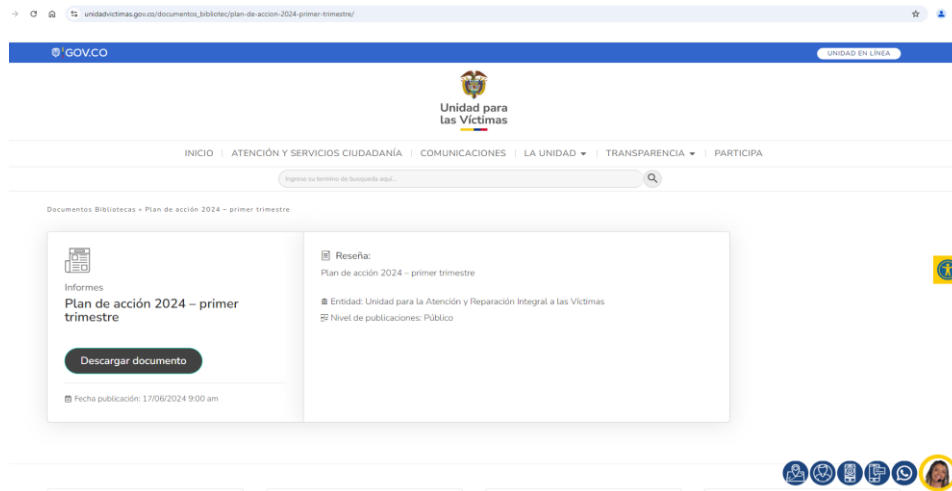 unidadvictimas.gov.co/documentos_bibliotec/plan-de-accion-2024-primer-trimestre/
GOV.CO
UNIDAD EN LÍNEA
Unidad para
las Víctimas
INICIO
ATENCIÓN Y SERVICIOS CIUDADANÍA
COMUNICACIONES
LA UNIDAD
TRANSPARENCIA
PARTICIPA
Ingrese su termino de busqueda aquí...
Documentos Bibliotecas » Plan de acción 2024 – primer trimestre
Informes
Plan de acción 2024 – primer
trimestre
Descargar documento
Fecha publicación: 17/06/2024 9:00 am
Reseña:
Plan de acción 2024 – primer trimestre
Entidad: Unidad para la Atención y Reparación Integral a las Víctimas
Nivel de publicaciones: Público